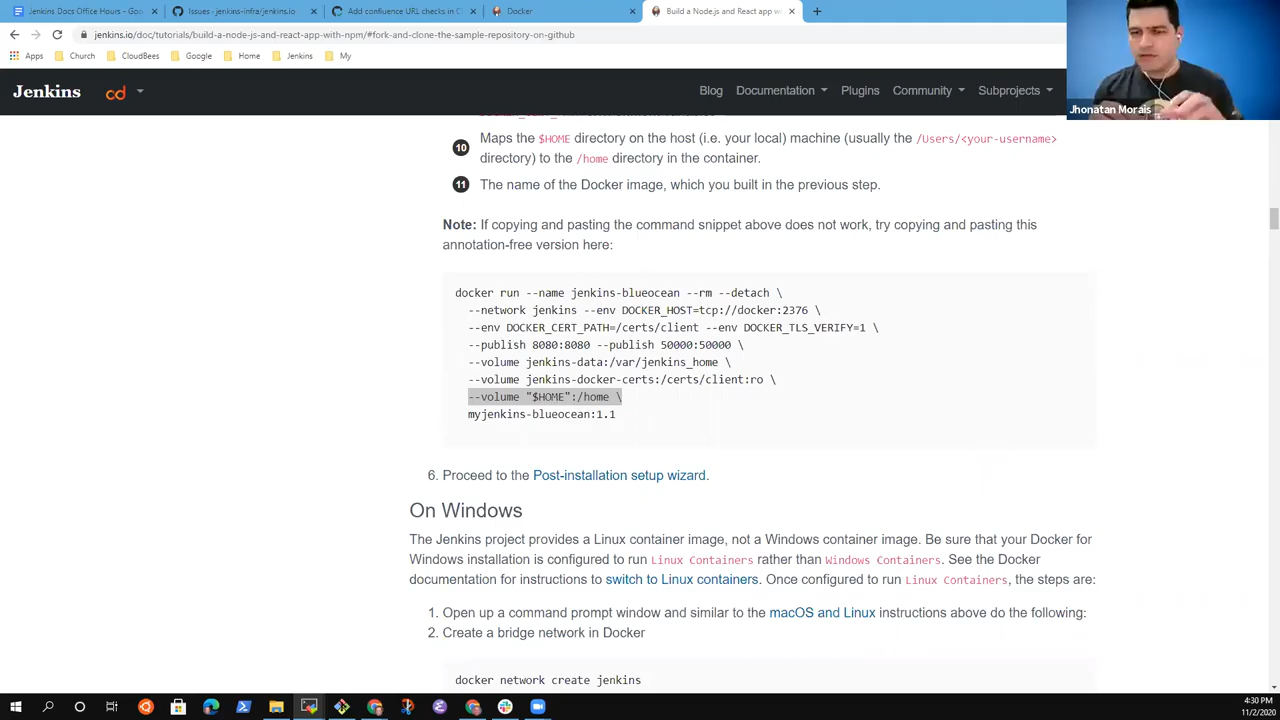 Jenkins Docs Office Hours - Goo
Issues · jenkins-infra/jenkins.io
Add confluence URL checks in C
Docker
Build a Node.js and React app w
jenkins.io/doc/tutorials/build-a-node-js-and-react-app-with-npm/#fork-and-clone-the-sample-repository-on-github
Apps
Church
CloudBees
Google
Home
Jenkins
My
Jenkins
cd
Blog
Documentation
Plugins
Community
Subprojects
Jhonatan Morais
10
Maps the $HOME directory on the host (i.e. your local) machine (usually the /Users/<your-username>
directory) to the /home directory in the container.
11
The name of the Docker image, which you built in the previous step.
Note: If copying and pasting the command snippet above does not work, try copying and pasting this
annotation-free version here:
docker run --name jenkins-blueocean --rm --detach \
--network jenkins --env DOCKER_HOST=tcp://docker:2376 \
--env DOCKER_CERT_PATH=/certs/client --env DOCKER_TLS_VERIFY=1 \
--publish 8080:8080 --publish 50000:50000 \
--volume jenkins-data:/var/jenkins_home \
--volume jenkins-docker-certs:/certs/client:ro \
--volume "$HOME":/home \
myjenkins-blueocean:1.1
6. Proceed to the Post-installation setup wizard.
On Windows
The Jenkins project provides a Linux container image, not a Windows container image. Be sure that your Docker for
Windows installation is configured to run Linux Containers rather than Windows Containers. See the Docker
documentation for instructions to switch to Linux containers. Once configured to run Linux Containers, the steps are:
1. Open up a command prompt window and similar to the macOS and Linux instructions above do the following:
2. Create a bridge network in Docker
docker network create jenkins
4:30 PM
11/2/2020